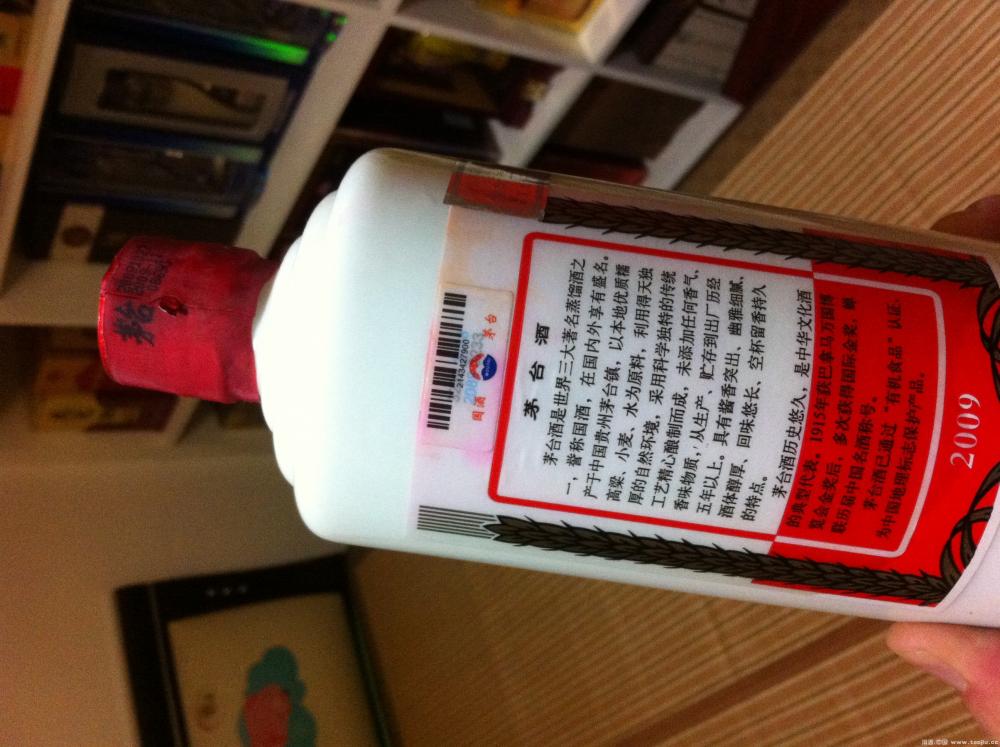 茅台
国酒
茅台
茅 台 酒
茅台酒是世界三大著名蒸馏酒之
一，誉称国酒，在国内外享有盛名。
产于中国贵州茅台镇，以本地优质糯
高粱、小麦、水为原料，利用得天独
厚的自然环境，采用科学独特的传统
工艺精心酿制而成，未添加任何香气、
香味物质，从生产、贮存到出厂历经
五年以上。具有酱香突出、幽雅细腻、
酒体醇厚、回味悠长、空杯留香持久
的特点。
茅台酒历史悠久，是中华文化酒
的典型代表。1915年获巴拿马万国博
览会金奖后，多次获得国际金奖，蝉
联历届中国名酒称号。
茅台酒已通过“有机食品”认证，
为中国地理标志保护产品。
2009